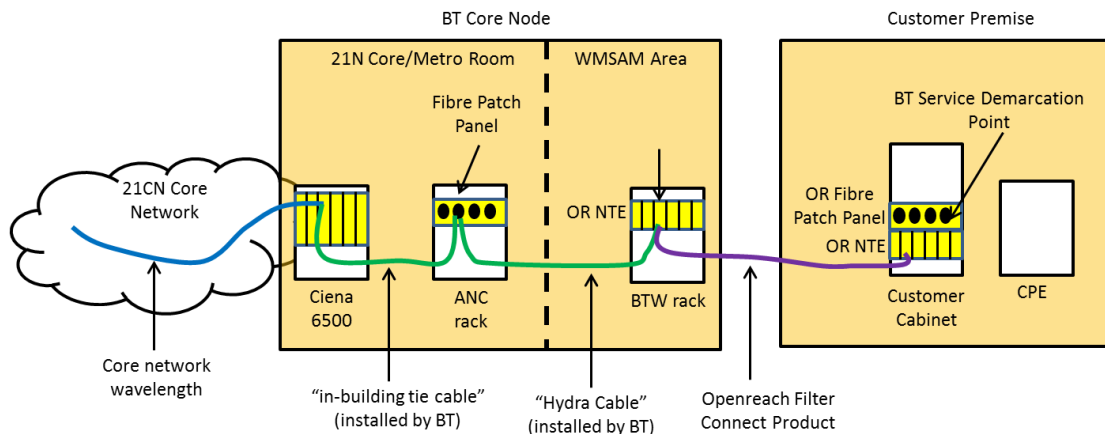 BT Core Node
Customer Premise
21N Core/Metro Room
WMSAM Area
Fibre Patch
Panel
BT Service Demarcation
Point
21CN Core
Network
OR NTE
OR Fibre
Patch Panel
OR NTE
Ciena
6500
ANC
rack
BTW rack
Customer
Cabinet
CPE
Core network
wavelength
“in-building tie cable”
(installed by BT)
“Hydra Cable”
(installed by BT)
Openreach Filter
Connect Product